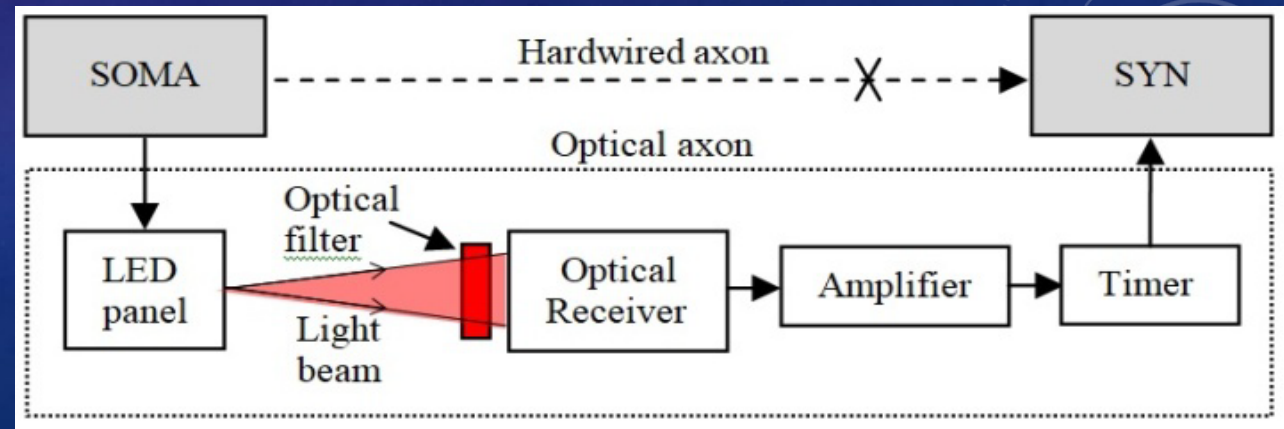 SOMA
Hardwired axon
SYN
Optical axon
Optical
filter
LED
panel
Light
beam
Optical
Receiver
Amplifier
Timer